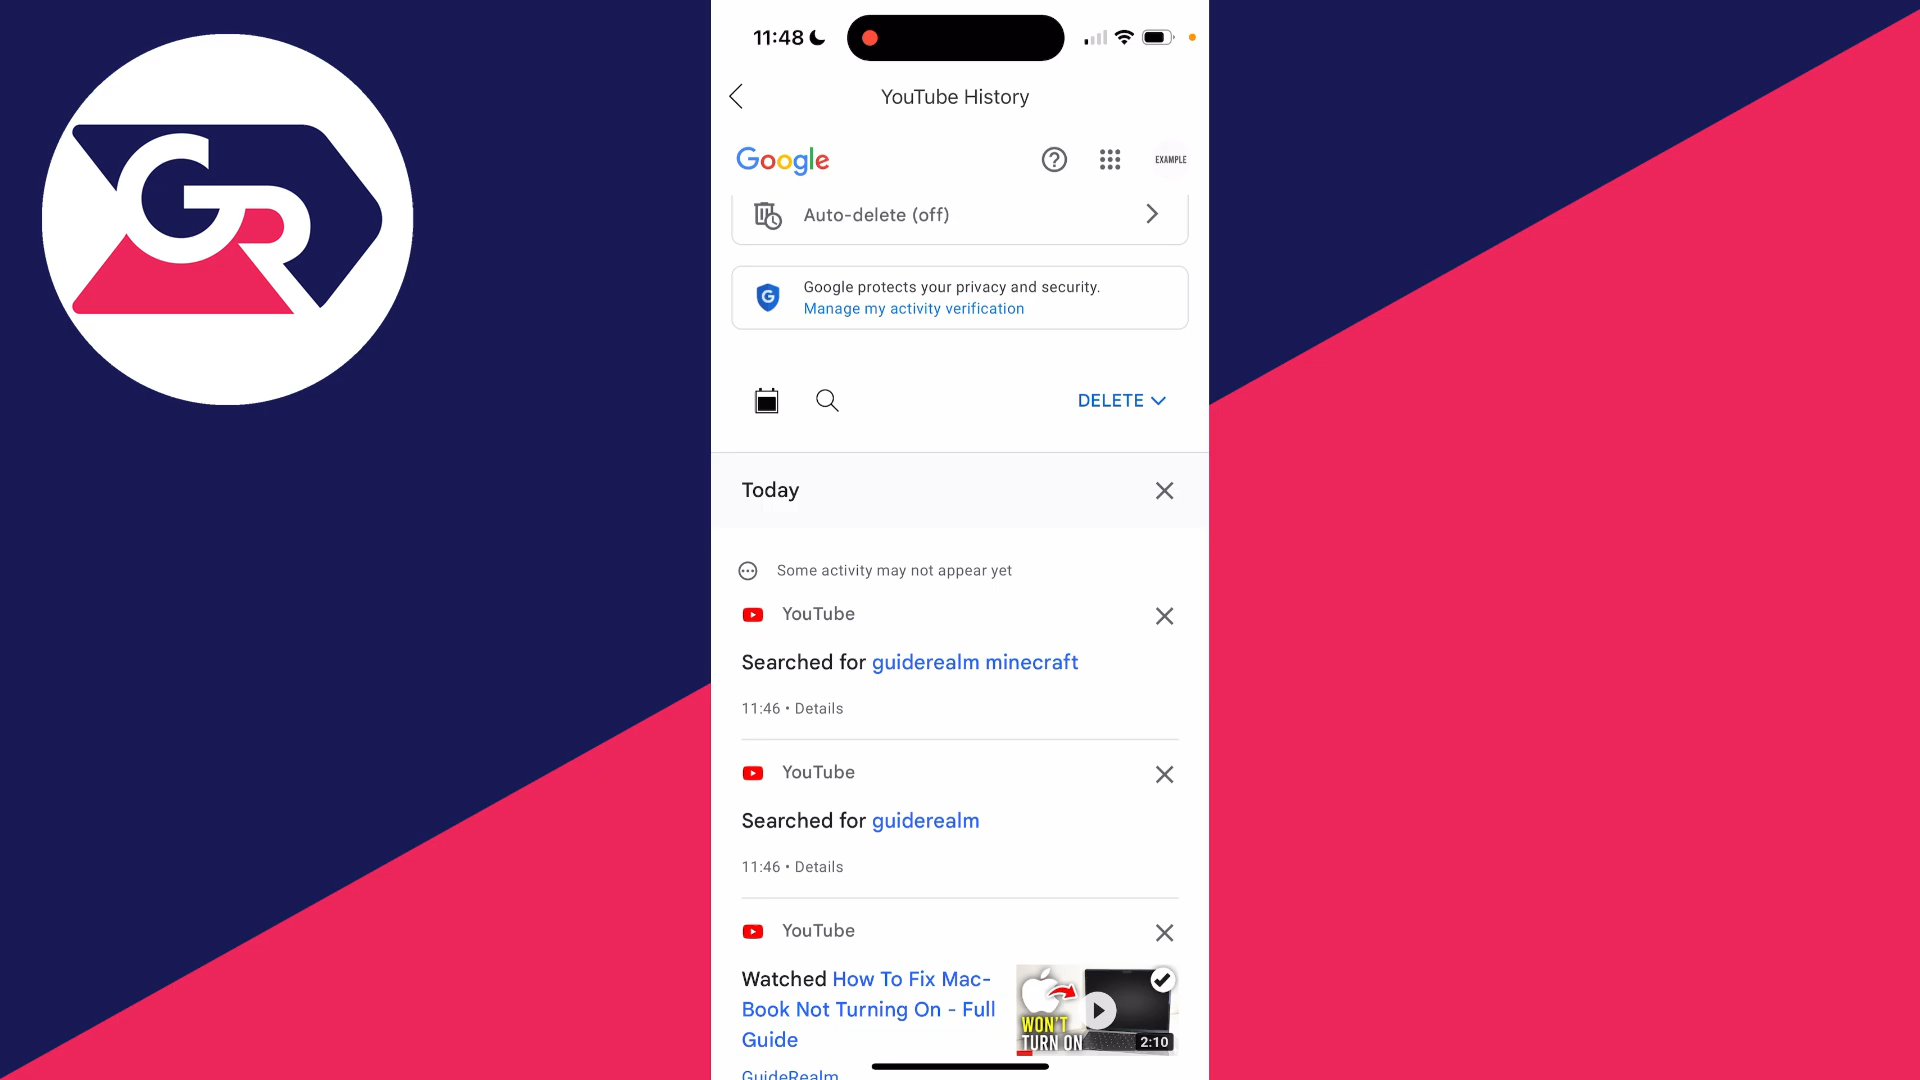 GR
11:48
YouTube History
Google
EXAMPLE
Auto-delete (off)
G
Google protects your privacy and security.
Manage my activity verification
DELETE
Today
Some activity may not appear yet
YouTube
Searched for guiderealm minecraft
11:46 • Details
YouTube
Searched for guiderealm
11:46 • Details
YouTube
Watched How To Fix Mac-
Book Not Turning On - Full
Guide
WON'T
TURN ON
2:10
GuideRealm